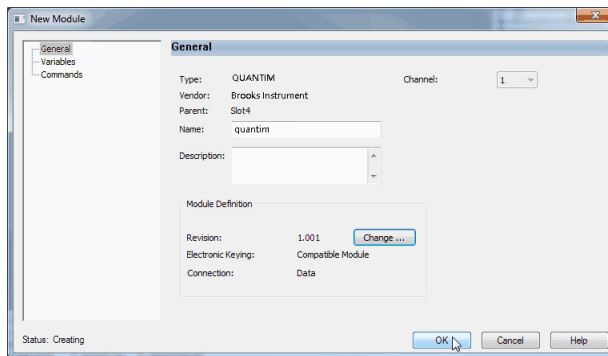 New Module
General
Variables
Commands
General
Type: QUANTIM
Channel: 1
Vendor: Brooks Instrument
Parent: Slot4
Name: quantim
Description:
Module Definition
Revision: 1.001 Change ...
Electronic Keying: Compatible Module
Connection: Data
Status: Creating
OK Cancel Help